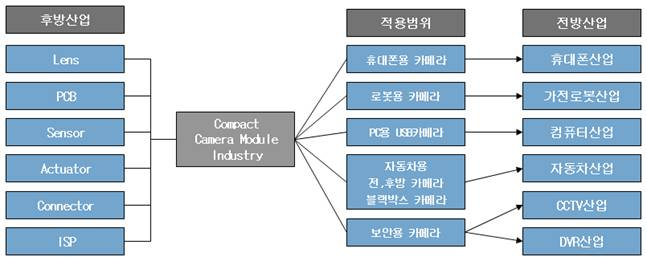 후방산업
적용범위
전방산업
Lens
PCB
Sensor
Actuator
Connector
ISP
Compact
Camera Module
Industry
휴대폰용 카메라
로봇용 카메라
PC용 USB카메라
자동차용
전,후방 카메라
블랙박스 카메라
보안용 카메라
휴대폰산업
가전로봇산업
컴퓨터산업
자동차산업
CCTV산업
DVR산업